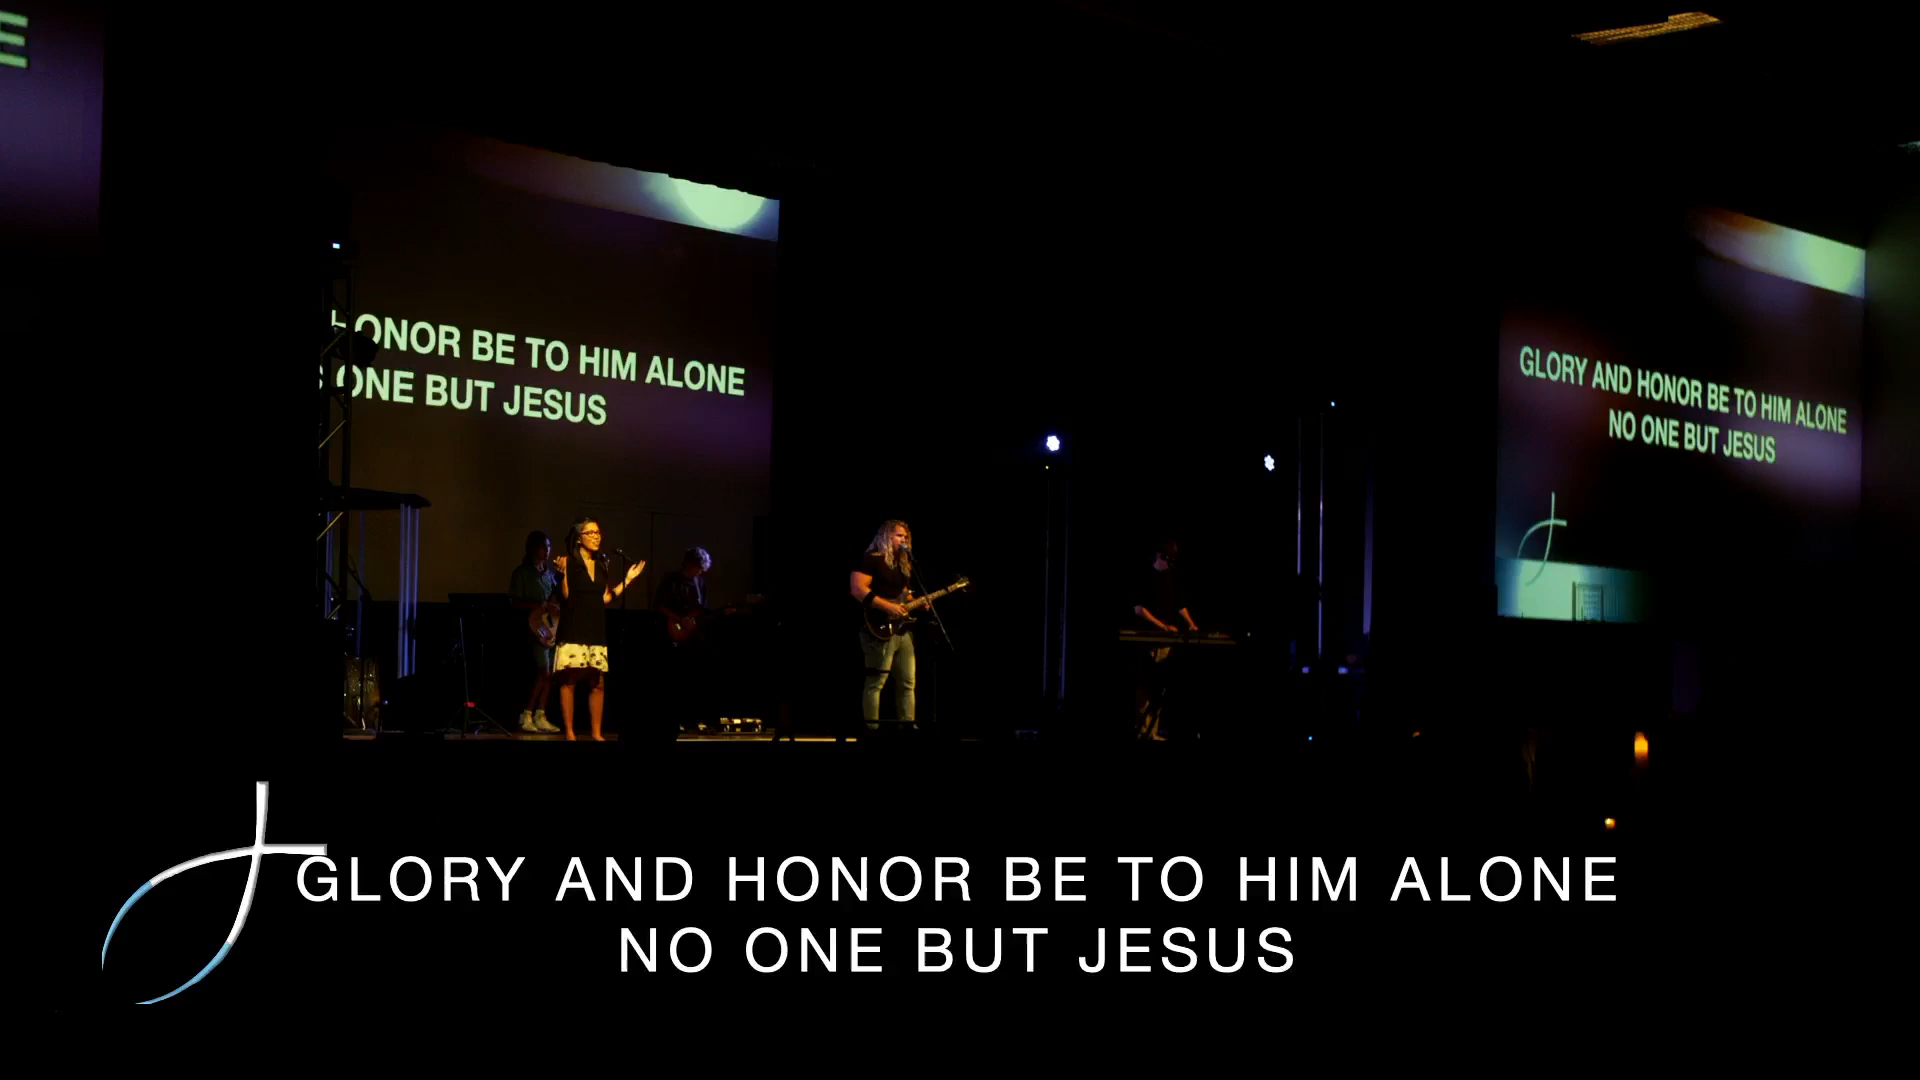 E
HONOR BE TO HIM ALONE
ONE BUT JESUS
GLORY AND HONOR BE TO HIM ALONE
NO ONE BUT JESUS
GLORY AND HONOR BE TO HIM ALONE
NO ONE BUT JESUS